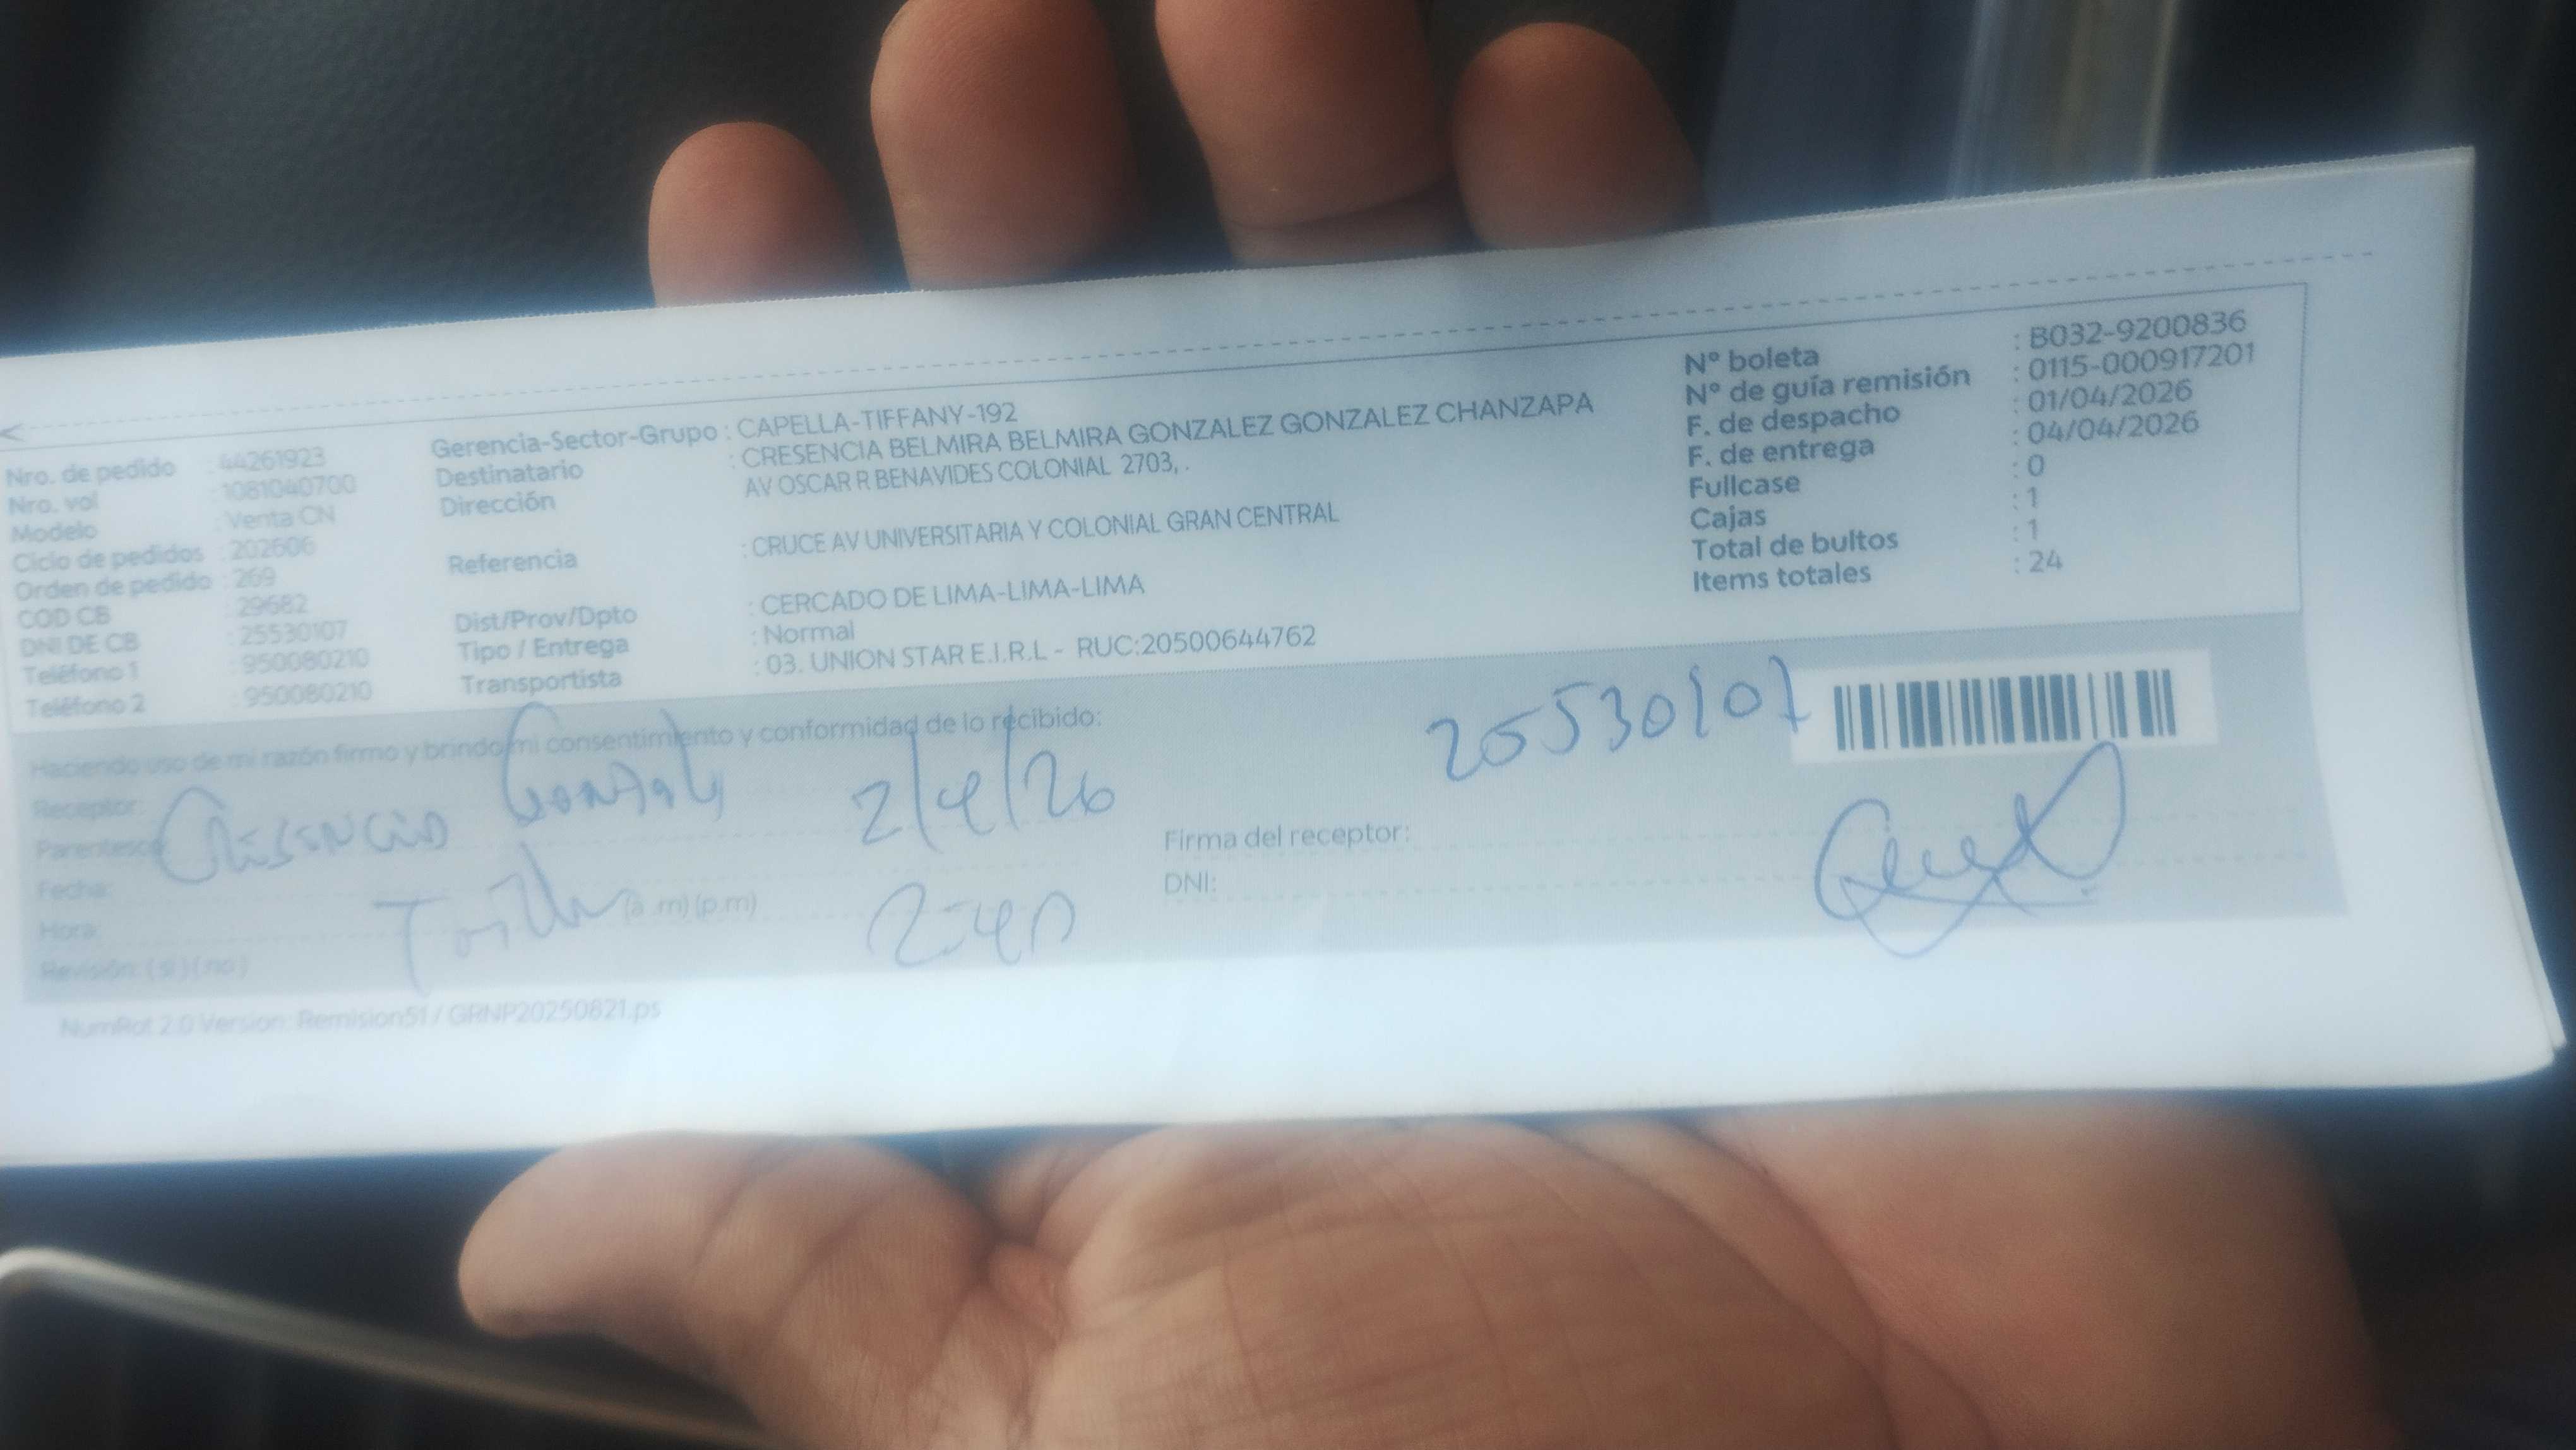 Nro. de pedido : 44261923
Nro. vol : 1081040700
Modelo : Venta CN
Ciclo de pedidos : 202606
Orden de pedido : 269
COD CB : 29682
DNI DE CB : 25530107
Teléfono 1 : 950080210
Teléfono 2 : 950080210
Gerencia-Sector-Grupo : CAPELLA-TIFFANY-192
Destinatario : CRESENCIA BELMIRA BELMIRA GONZALEZ GONZALEZ CHANZAPA
Dirección AV OSCAR R BENAVIDES COLONIAL 2703, .
Referencia : CRUCE AV UNIVERSITARIA Y COLONIAL GRAN CENTRAL
Dist/Prov/Dpto : CERCADO DE LIMA-LIMA-LIMA
Tipo / Entrega : Normal
Transportista : 03. UNION STAR E.I.R.L - RUC:20500644762
Nº boleta : B032-9200836
Nº de guía remisión : 0115-000917201
F. de despacho : 01/04/2026
F. de entrega : 04/04/2026
Fullcase : 0
Cajas : 1
Total de bultos : 1
Items totales : 24
Haciendo uso de mi razón firmo y brindo mi consentimiento y conformidad de lo recibido:
25530107
Receptor:
Parentesco
Gonzalez
2/4/26
Fecha:
Hora: (a.m) (p.m)
2-40
Revisión: (si) (no)
Firma del receptor:
DNI:
NumRot 2.0 Version: Remision51 / GRNP20250821.ps